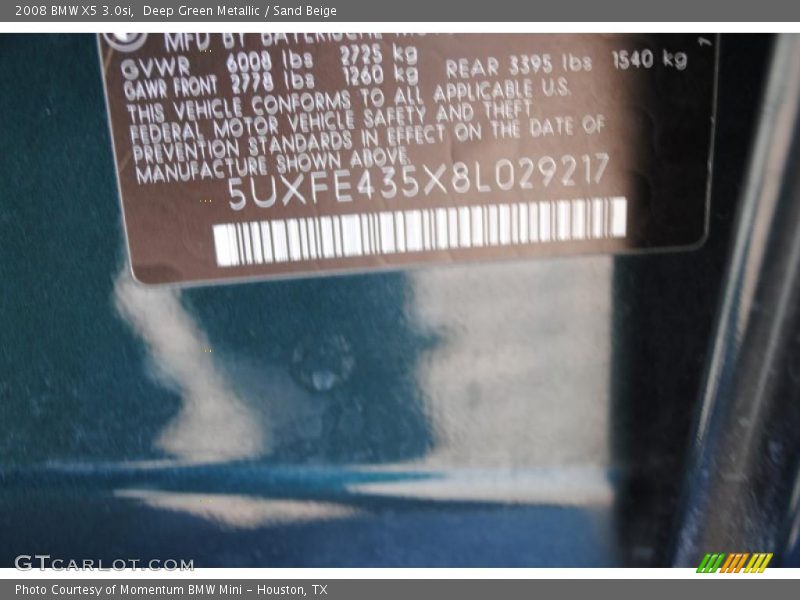 2008 BMW X5 3.0si, Deep Green Metallic / Sand Beige
MFD BY
GVWR 6008 lbs 2725 kg
GAWR FRONT 2778 lbs 1260 kg REAR 3395 lbs 1540 kg
THIS VEHICLE CONFORMS TO ALL APPLICABLE U.S.
FEDERAL MOTOR VEHICLE SAFETY AND THEFT
PREVENTION STANDARDS IN EFFECT ON THE DATE OF
MANUFACTURE SHOWN ABOVE.
5UXFE435X8L029217
GTCARLOT.COM
Photo Courtesy of Momentum BMW Mini - Houston, TX